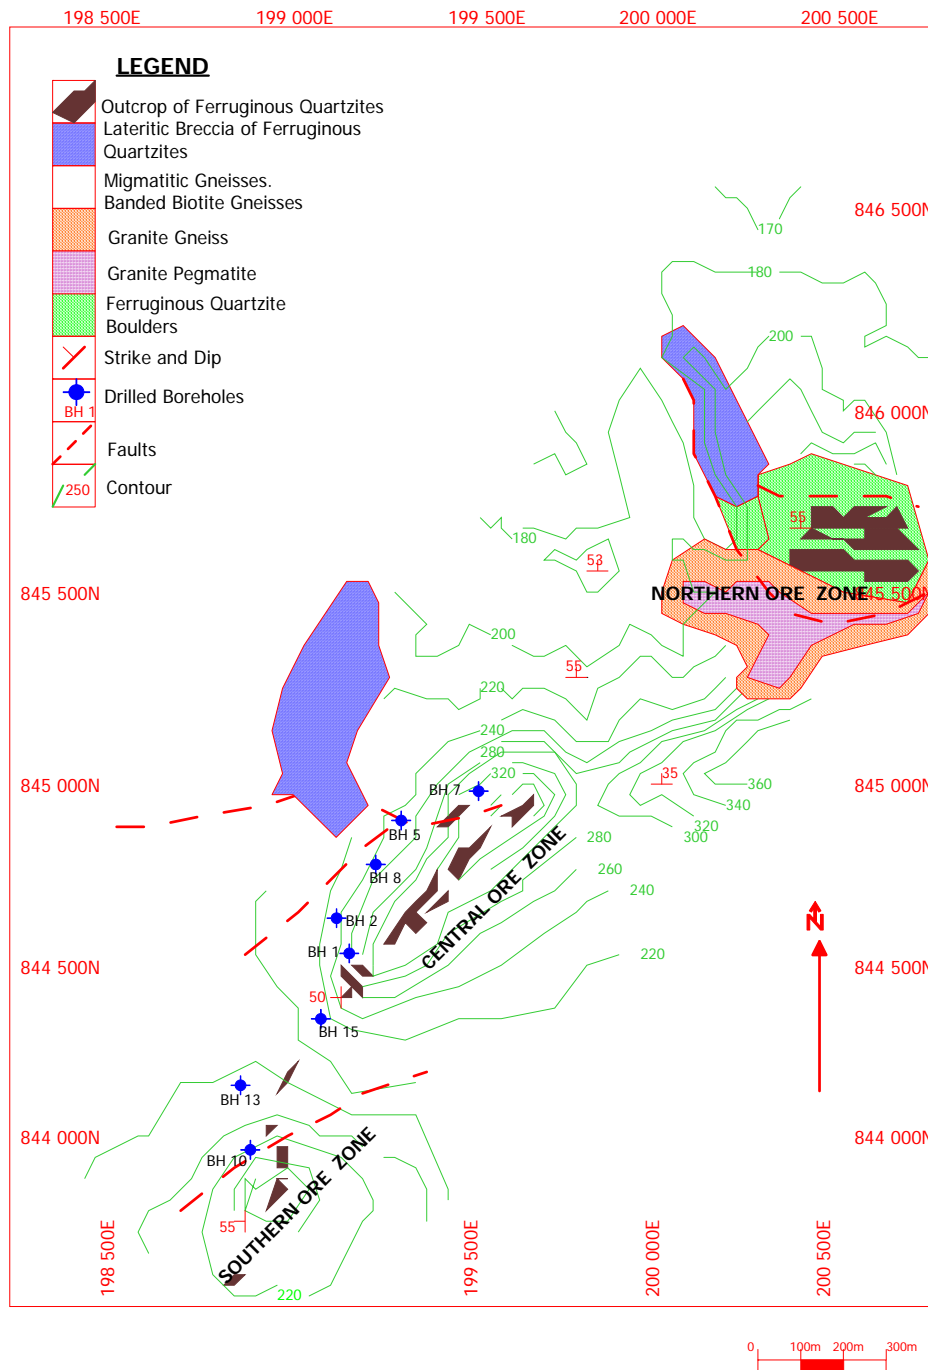 198 500E
199 000E
199 500E
200 000E
200 500E
LEGEND
Outcrop of Ferruginous Quartzites
Lateritic Breccia of Ferruginous
Quartzites
Migmatitic Gneisses.
Banded Biotite Gneisses
Granite Gneiss
Granite Pegmatite
Ferruginous Quartzite
Boulders
Strike and Dip
Drilled Boreholes
BH 1
Faults
250
Contour
846 500N
170
180
200
846 000N
55
180
53
845 500N
NORTHERN ORE ZONE
845 500N
200
55
220
240
280
320
35
360
340
320
300
845 000N
845 000N
BH 7
BH 5
BH 8
280
260
240
220
BH 2
BH 1
CENTRAL ORE ZONE
844 500N
844 500N
50
BH 15
N
BH 13
844 000N
844 000N
BH 10
SOUTHERN ORE ZONE
55
220
198 500E
199 500E
200 000E
200 500E
0
100m
200m
300m